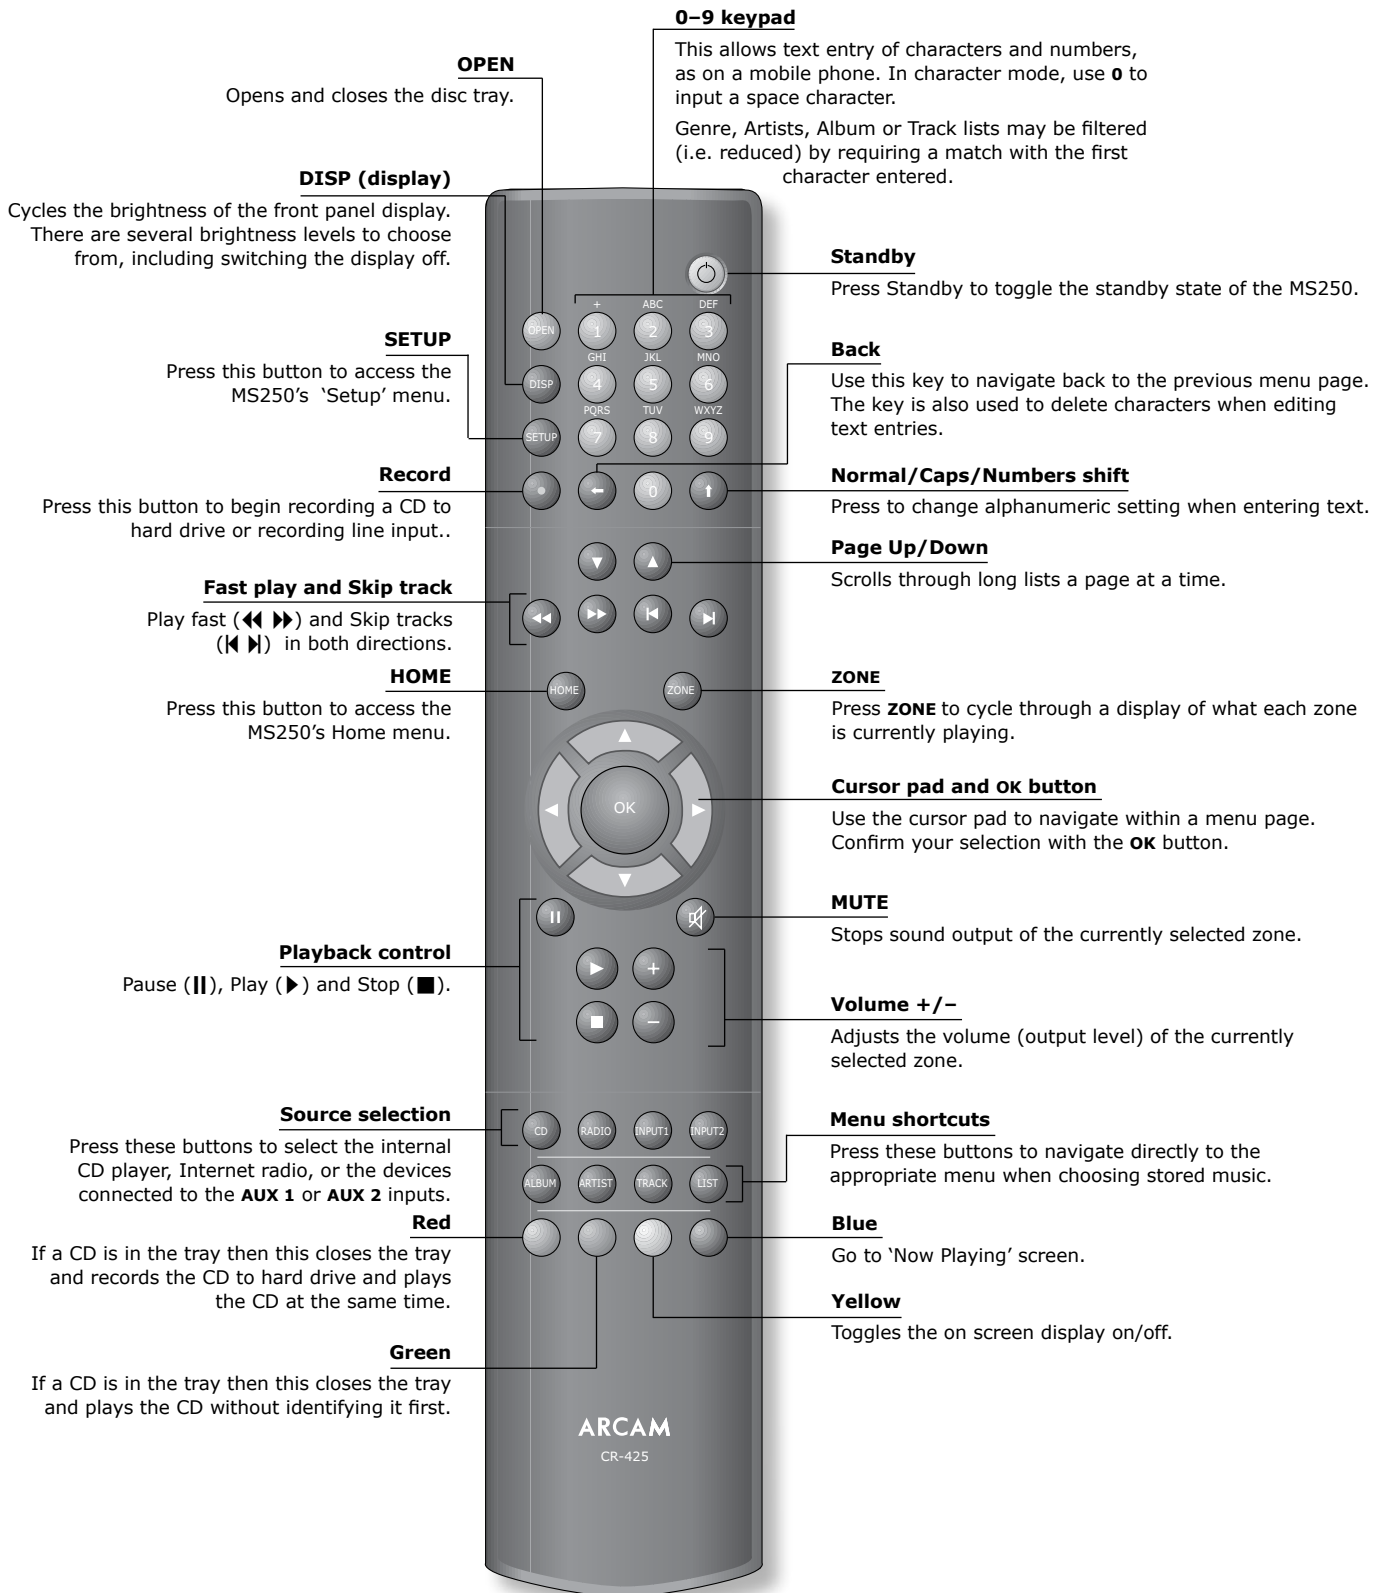 0–9 keypad
This allows text entry of characters and numbers,
as on a mobile phone. In character mode, use 0 to
input a space character.
Genre, Artists, Album or Track lists may be filtered
(i.e. reduced) by requiring a match with the first
character entered.
OPEN
Opens and closes the disc tray.
DISP (display)
Cycles the brightness of the front panel display.
There are several brightness levels to choose
from, including switching the display off.
SETUP
Press this button to access the
MS250's ‘Setup’ menu.
Record
Press this button to begin recording a CD to
hard drive or recording line input..
Fast play and Skip track
Play fast (◀◀ ▶▶) and Skip tracks
(|◀ ▶|) in both directions.
HOME
Press this button to access the
MS250's Home menu.
Playback control
Pause (||), Play (▶) and Stop (■).
Source selection
Press these buttons to select the internal
CD player, Internet radio, or the devices
connected to the AUX 1 or AUX 2 inputs.
Red
If a CD is in the tray then this closes the tray
and records the CD to hard drive and plays
the CD at the same time.
Green
If a CD is in the tray then this closes the tray
and plays the CD without identifying it first.
+ ABC DEF
OPEN 1 2 3
GHI JKL MNO
DISP 4 5 6
PQRS TUV WXYZ
SETUP 7 8 9
0
HOME ZONE
OK
+
−
CD RADIO INPUT1 INPUT2
ALBUM ARTIST TRACK LIST
ARCAM
CR-425
Standby
Press Standby to toggle the standby state of the MS250.
Back
Use this key to navigate back to the previous menu page.
The key is also used to delete characters when editing
text entries.
Normal/Caps/Numbers shift
Press to change alphanumeric setting when entering text.
Page Up/Down
Scrolls through long lists a page at a time.
ZONE
Press ZONE to cycle through a display of what each zone
is currently playing.
Cursor pad and OK button
Use the cursor pad to navigate within a menu page.
Confirm your selection with the OK button.
MUTE
Stops sound output of the currently selected zone.
Volume +/−
Adjusts the volume (output level) of the currently
selected zone.
Menu shortcuts
Press these buttons to navigate directly to the
appropriate menu when choosing stored music.
Blue
Go to ‘Now Playing’ screen.
Yellow
Toggles the on screen display on/off.